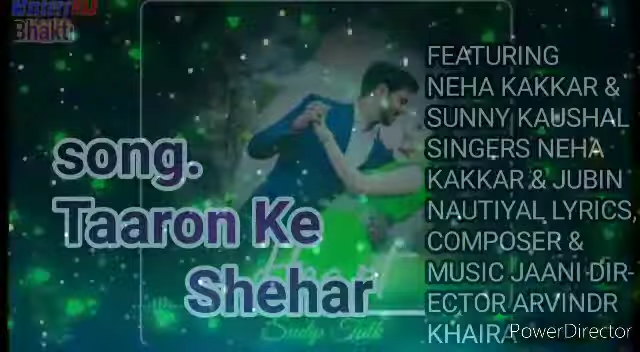 Bhakti
song.
Taaron Ke
Shehar
FEATURING
NEHA KAKKAR &
SUNNY KAUSHAL
SINGERS NEHA
KAKKAR & JUBIN
NAUTIYAL LYRICS,
COMPOSER &
MUSIC JAANI DIR-
ECTOR ARVINDR
KHAIRA
PowerDirector